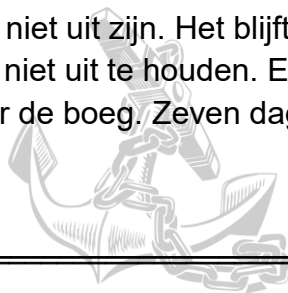 niet uit zijn. Het blijft
niet uit te houden. E
r de boeg. Zeven dag